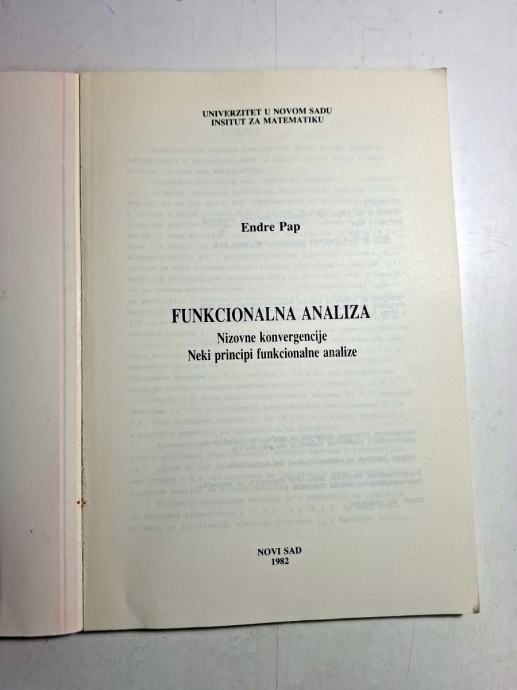 UNIVERZITET U NOVOM SADU
INSITUT ZA MATEMATIKU
Endre Pap
FUNKCIONALNA ANALIZA
Nizovne konvergencije
Neki principi funkcionalne analize
NOVI SAD
1982